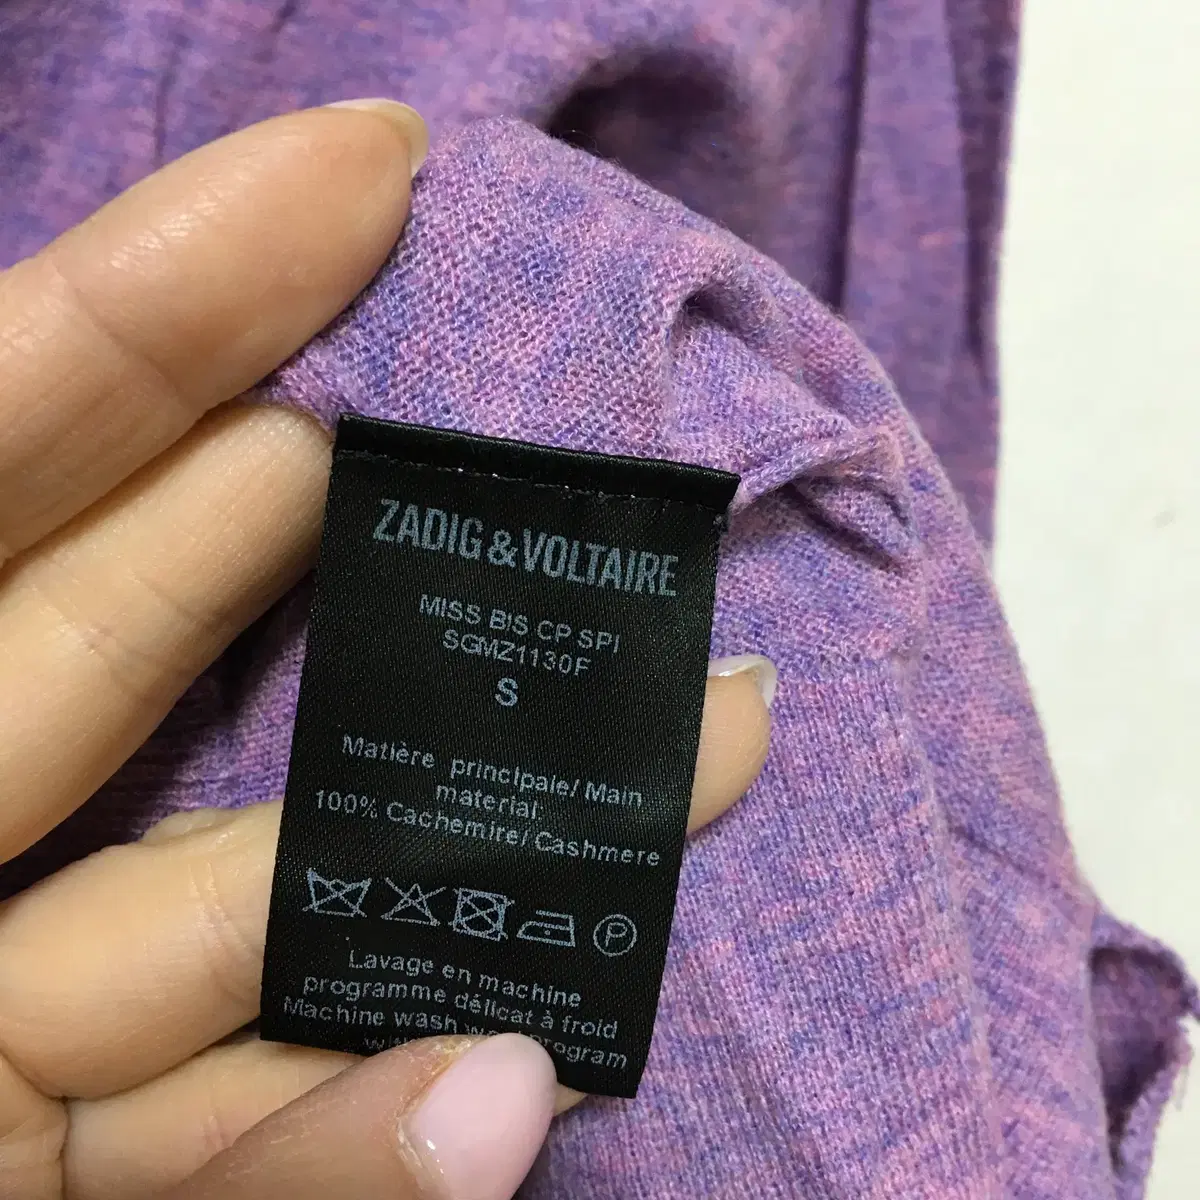 ZADIG & VOLTAIRE
MISS BIS CP SPI
SGMZ1130F
S
Matière principale/ Main
material
100% Cachemire/ Cashmere
P
Lavage en machine
programme délicat à froid
Machine wash program